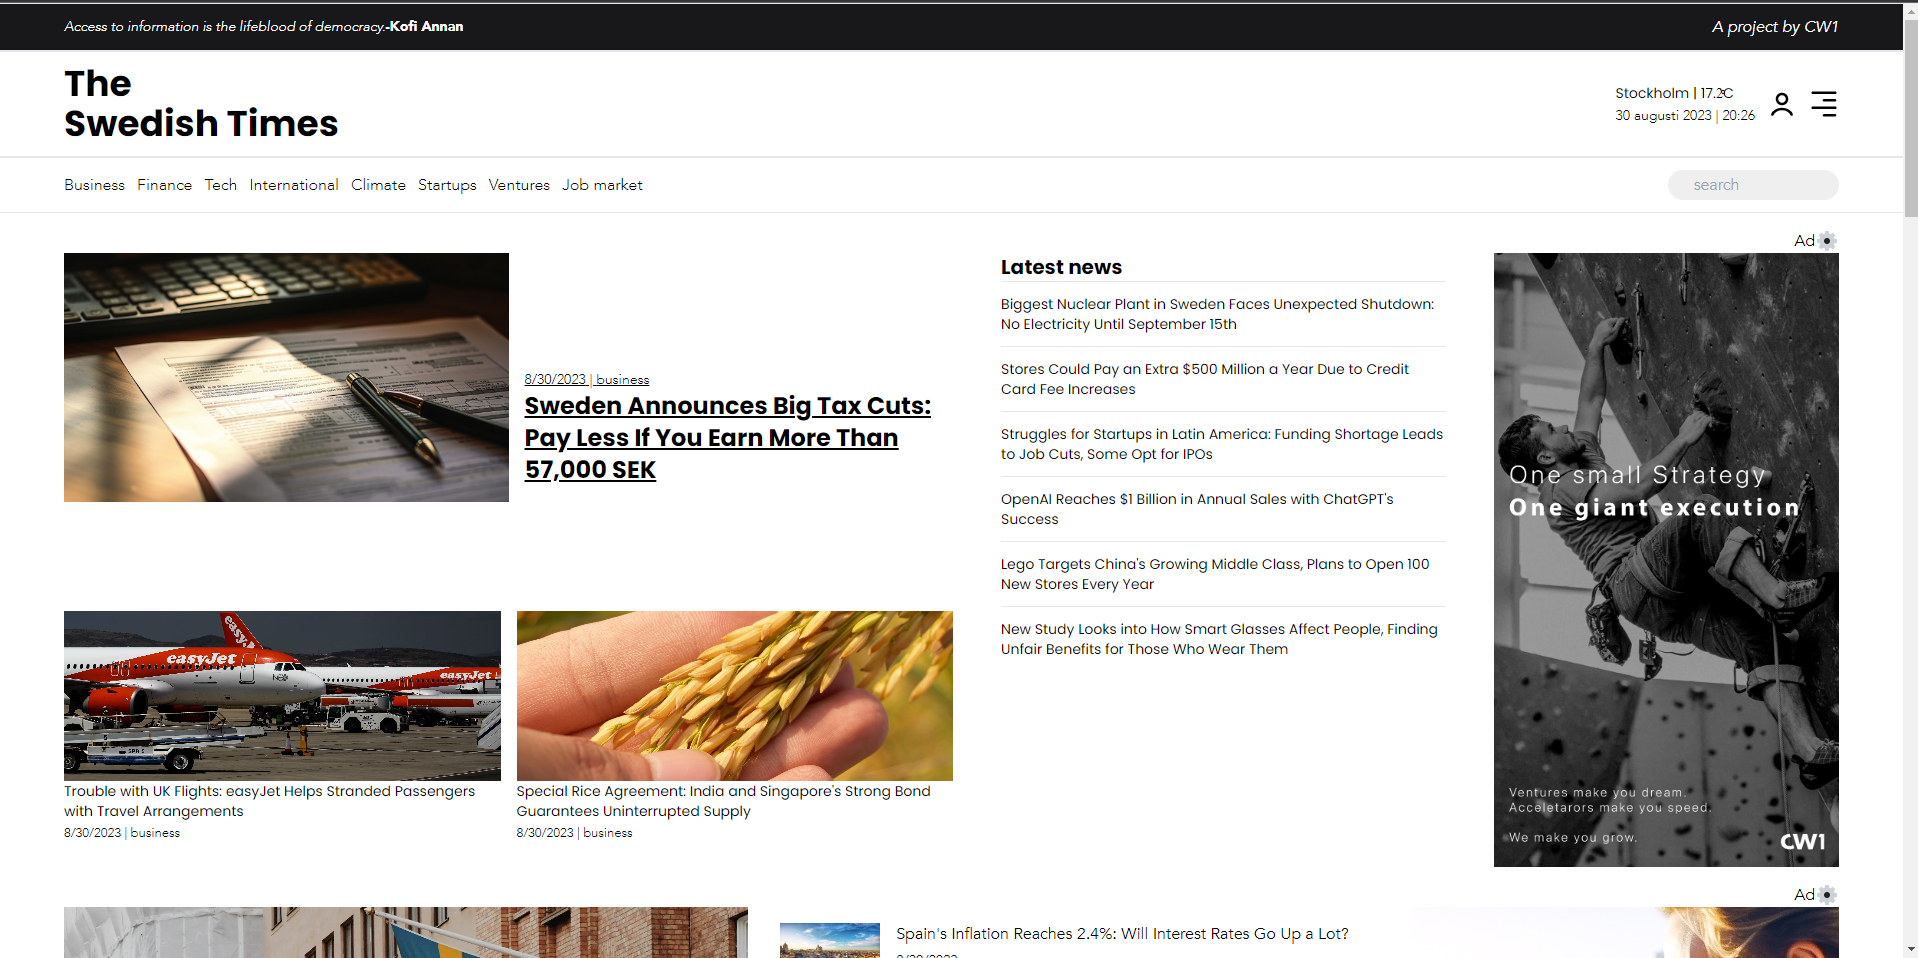 Access to information is the lifeblood of democracy.-Kofi Annan
A project by CW1
The
Swedish Times
Stockholm | 17.2°C
30 augusti 2023 | 20:26
Business Finance Tech International Climate Startups Ventures Job market
search
8/30/2023 | business
Sweden Announces Big Tax Cuts:
Pay Less If You Earn More Than
57,000 SEK
easyJet
easyJet
easy
Trouble with UK Flights: easyJet Helps Stranded Passengers
with Travel Arrangements
8/30/2023 | business
Special Rice Agreement: India and Singapore's Strong Bond
Guarantees Uninterrupted Supply
8/30/2023 | business
Latest news
Biggest Nuclear Plant in Sweden Faces Unexpected Shutdown:
No Electricity Until September 15th
Stores Could Pay an Extra $500 Million a Year Due to Credit
Card Fee Increases
Struggles for Startups in Latin America: Funding Shortage Leads
to Job Cuts, Some Opt for IPOs
OpenAI Reaches $1 Billion in Annual Sales with ChatGPT's
Success
Lego Targets China's Growing Middle Class, Plans to Open 100
New Stores Every Year
New Study Looks into How Smart Glasses Affect People, Finding
Unfair Benefits for Those Who Wear Them
Ad
One small Strategy
One giant execution
Ventures make you dream.
Acceletarors make you speed.
We make you grow.
CW1
Ad
Spain's Inflation Reaches 2.4%: Will Interest Rates Go Up a Lot?